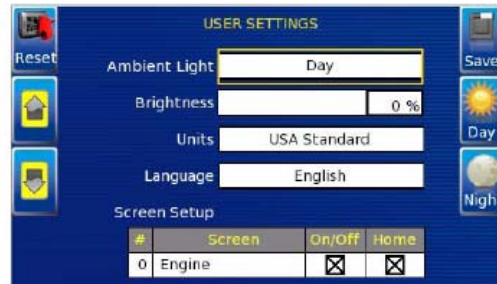 USER SETTINGS
Reset
Save
Ambient Light Day
Brightness 0 %
Day
Units USA Standard
Language English
Nigh
Screen Setup
# Screen On/Off Home
0 Engine